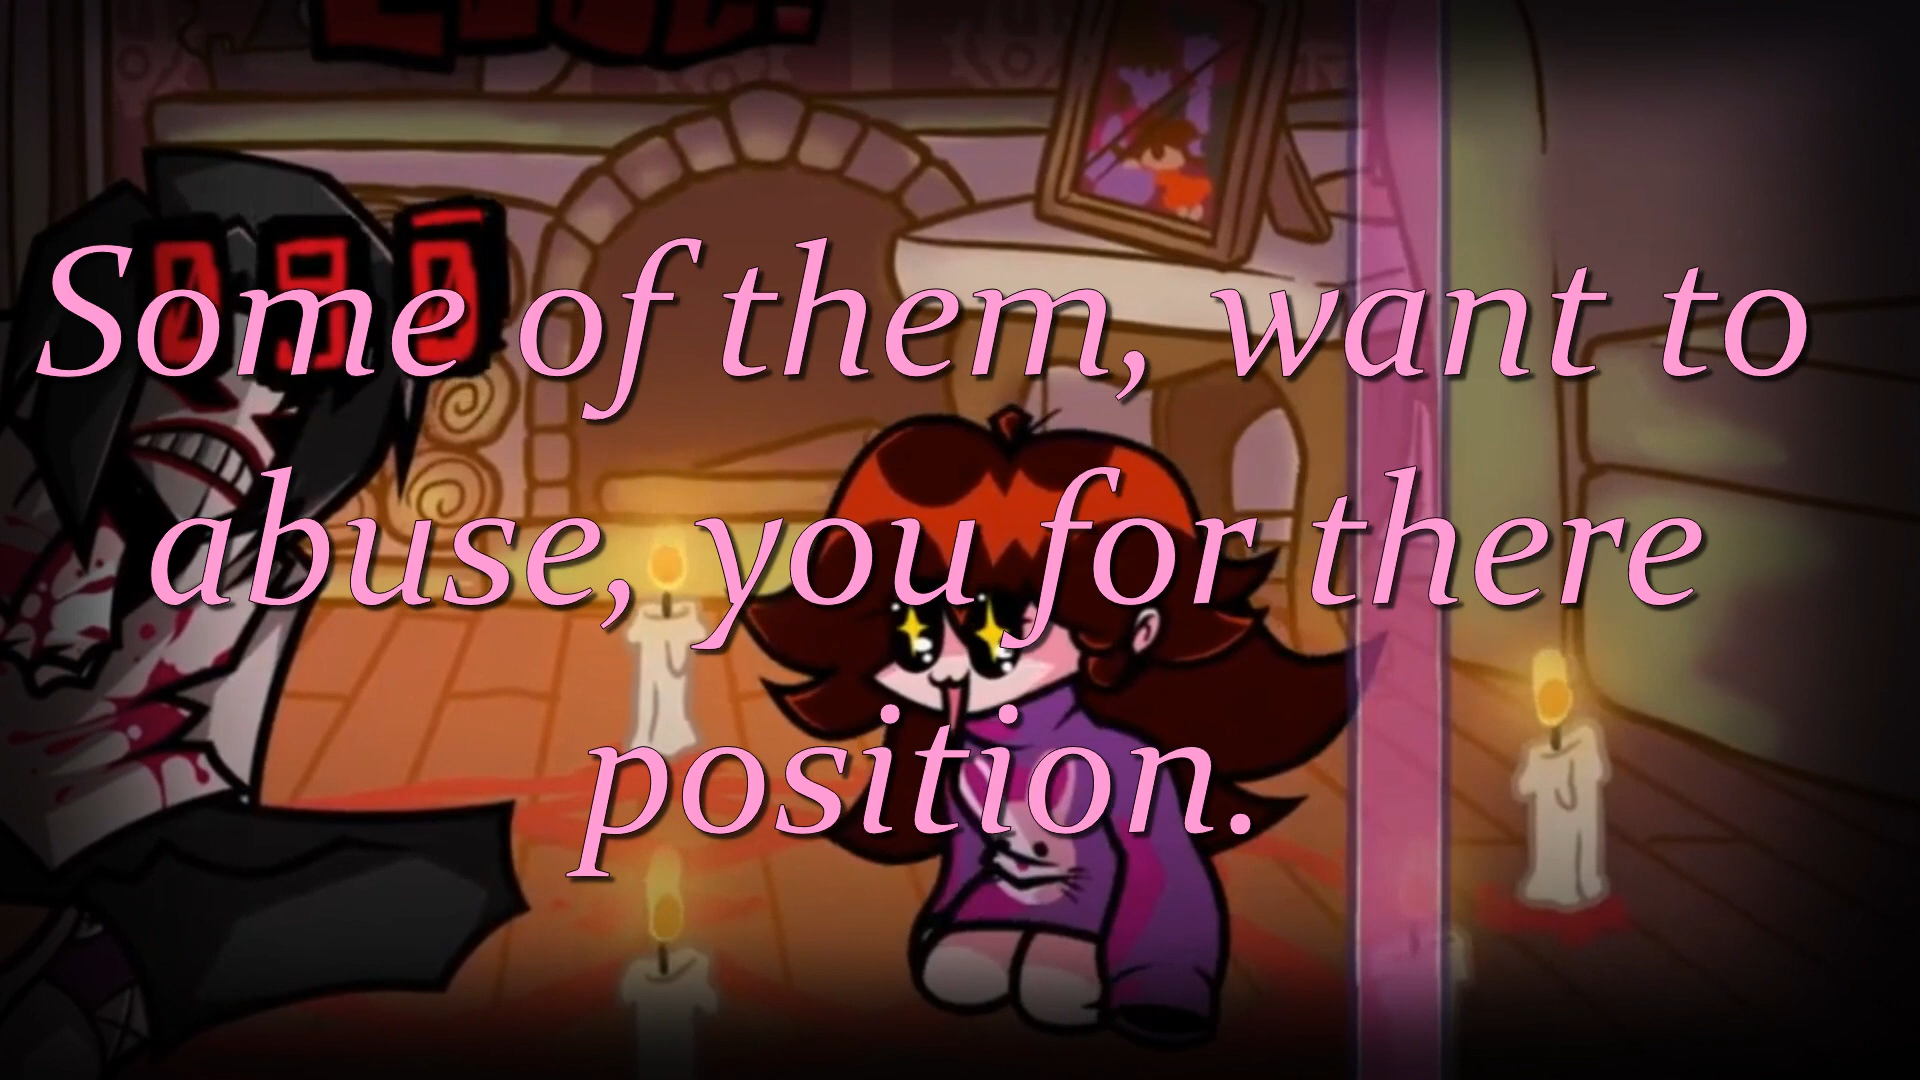 Some of them, want to
abuse, you for there
position.